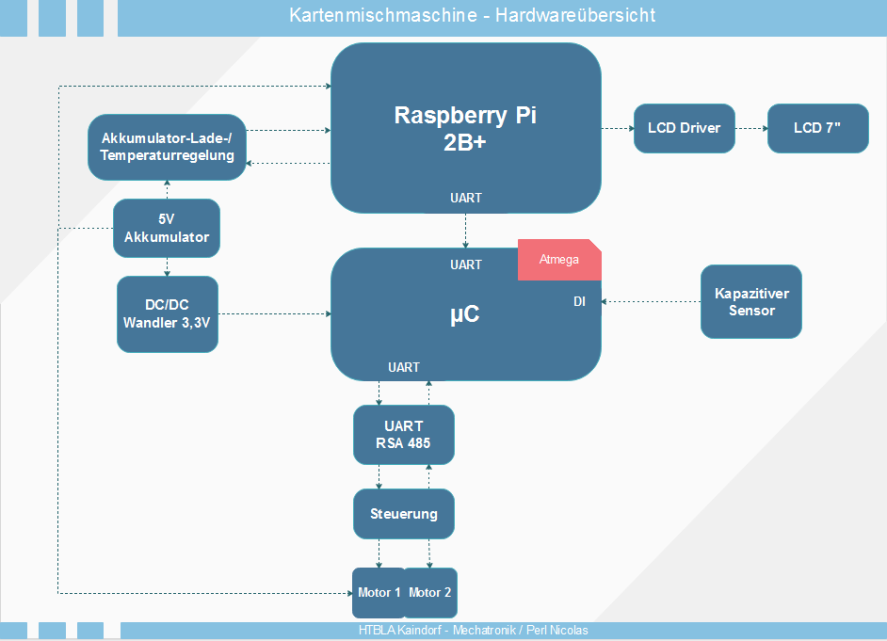 Kartenmischmaschine - Hardwareübersicht
Raspberry Pi
2B+
UART
LCD Driver
LCD 7"
Akkumulator-Lade-/
Temperaturregelung
5V
Akkumulator
DC/DC
Wandler 3,3V
UART
Atmega
DI
µC
UART
Kapazitiver
Sensor
UART
RSA 485
Steuerung
Motor 1
Motor 2
HTBLA Kaindorf - Mechatronik / Perl Nicolas